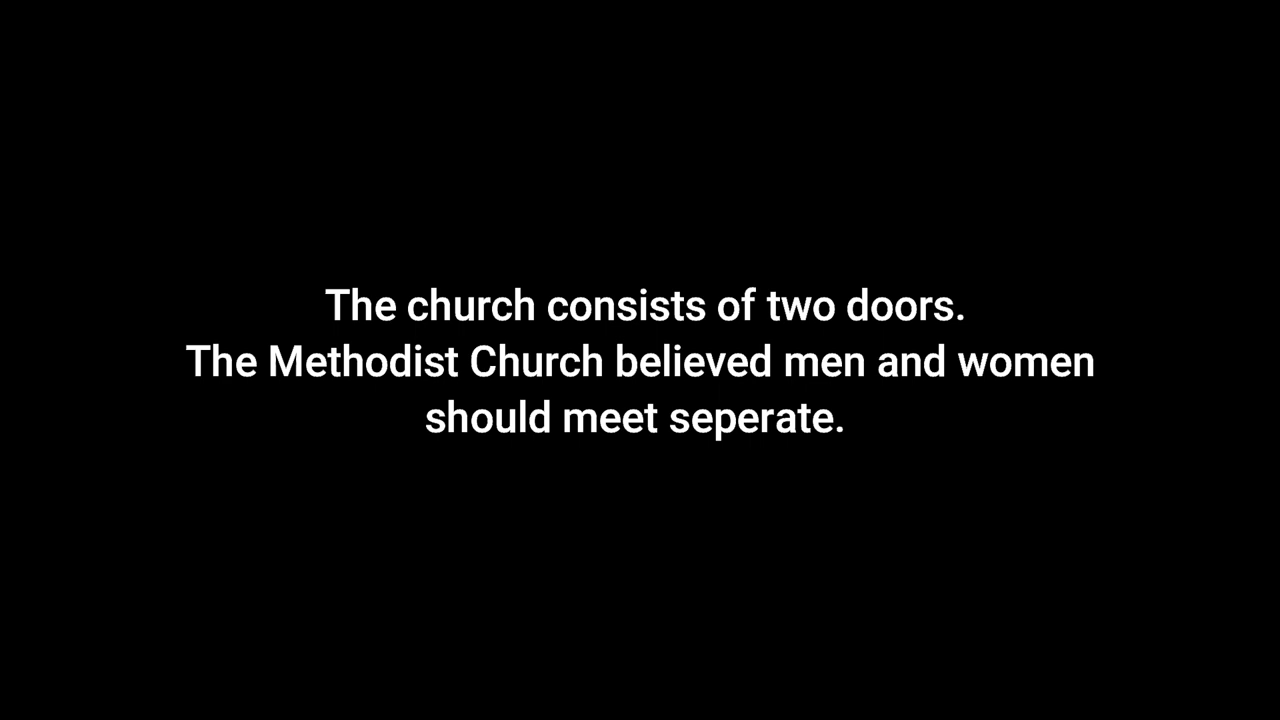 The church consists of two doors.
The Methodist Church believed men and women
should meet seperate.